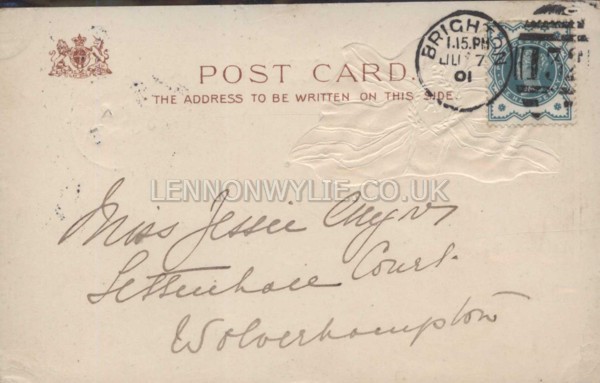 BRIGHTON
1.15.PM
JU 7
01
POST CARD.
THE ADDRESS TO BE WRITTEN ON THIS SIDE.
LENNONWYLIE.CO.UK
Miss Jessie
Court.
Wolverhampton